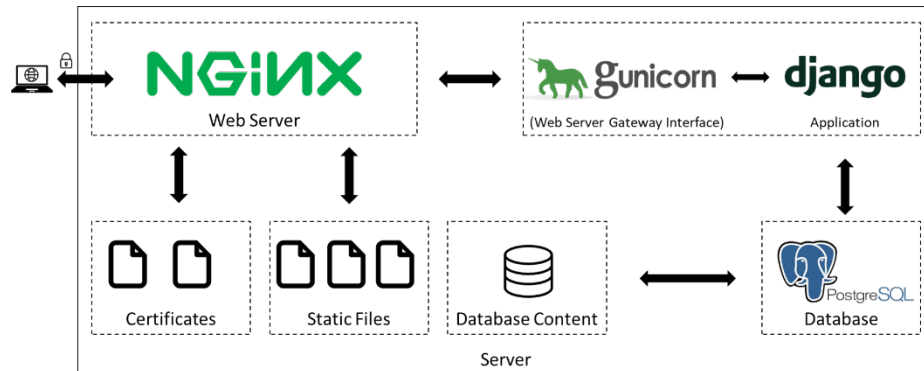 NGINX
Web Server
gunicorn
(Web Server Gateway Interface)
django
Application
Certificates
Static Files
Database Content
PostgreSQL
Database
Server